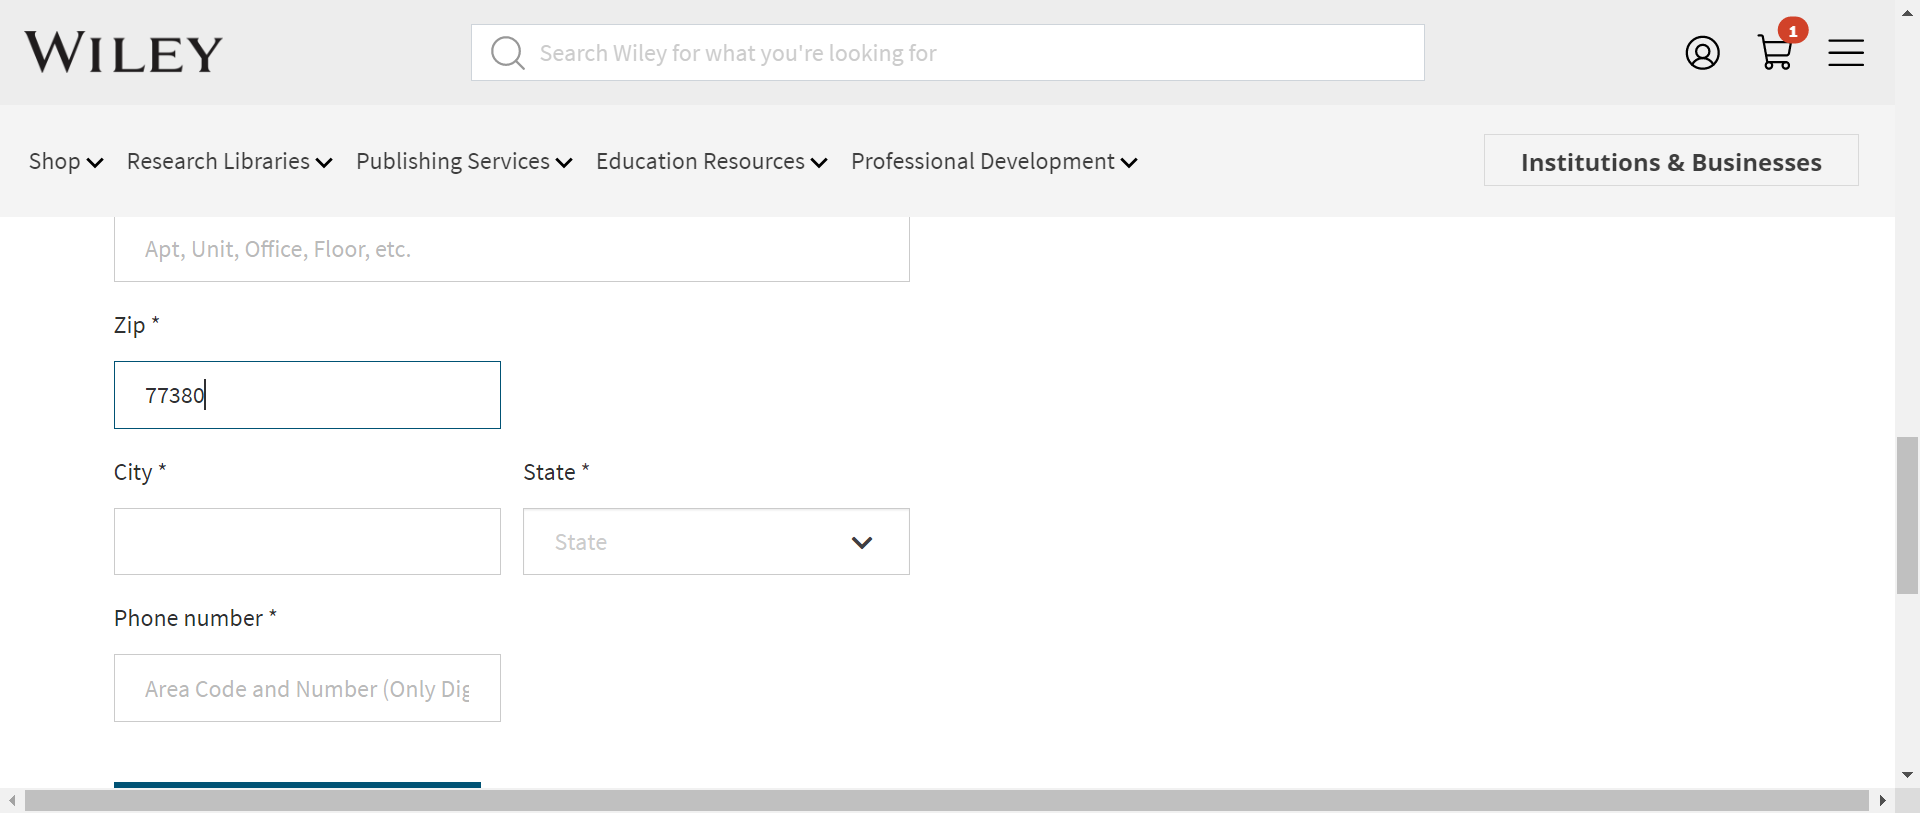 WILEY
Search Wiley for what you're looking for
1
Shop Research Libraries Publishing Services Education Resources Professional Development
Institutions & Businesses
Apt, Unit, Office, Floor, etc.
Zip *
77380
City * State *
State
Phone number *
Area Code and Number (Only Dig